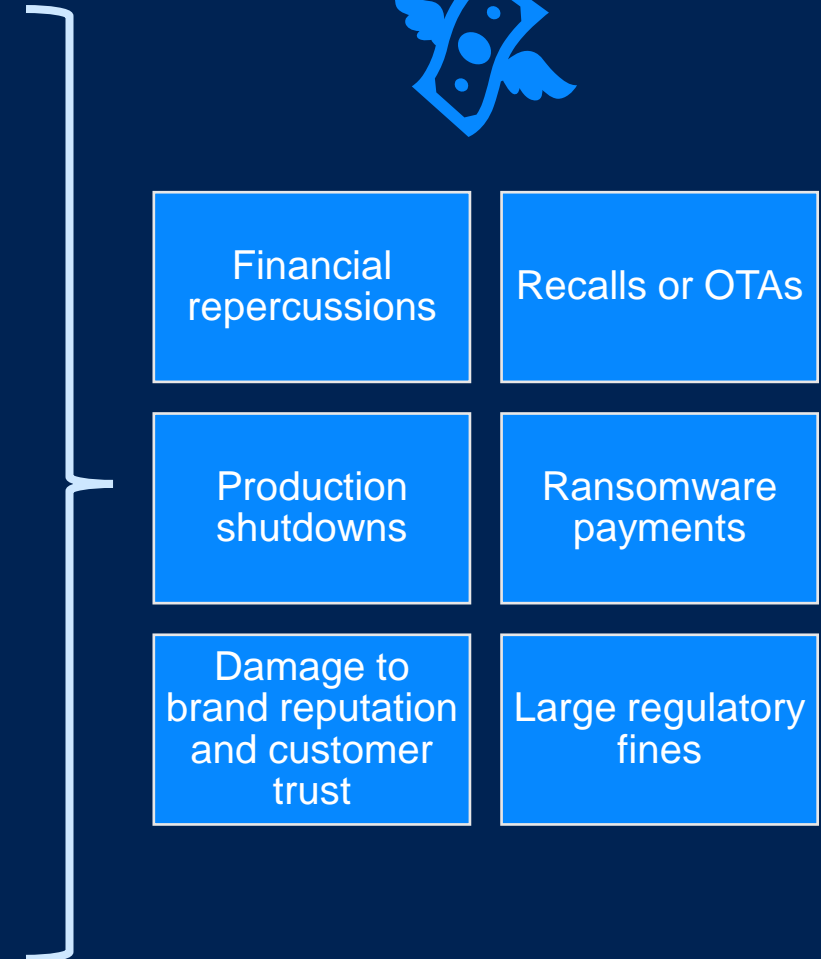 Financial
repercussions
Recalls or OTAs
Production
shutdowns
Ransomware
payments
Damage to
brand reputation
and customer
trust
Large regulatory
fines